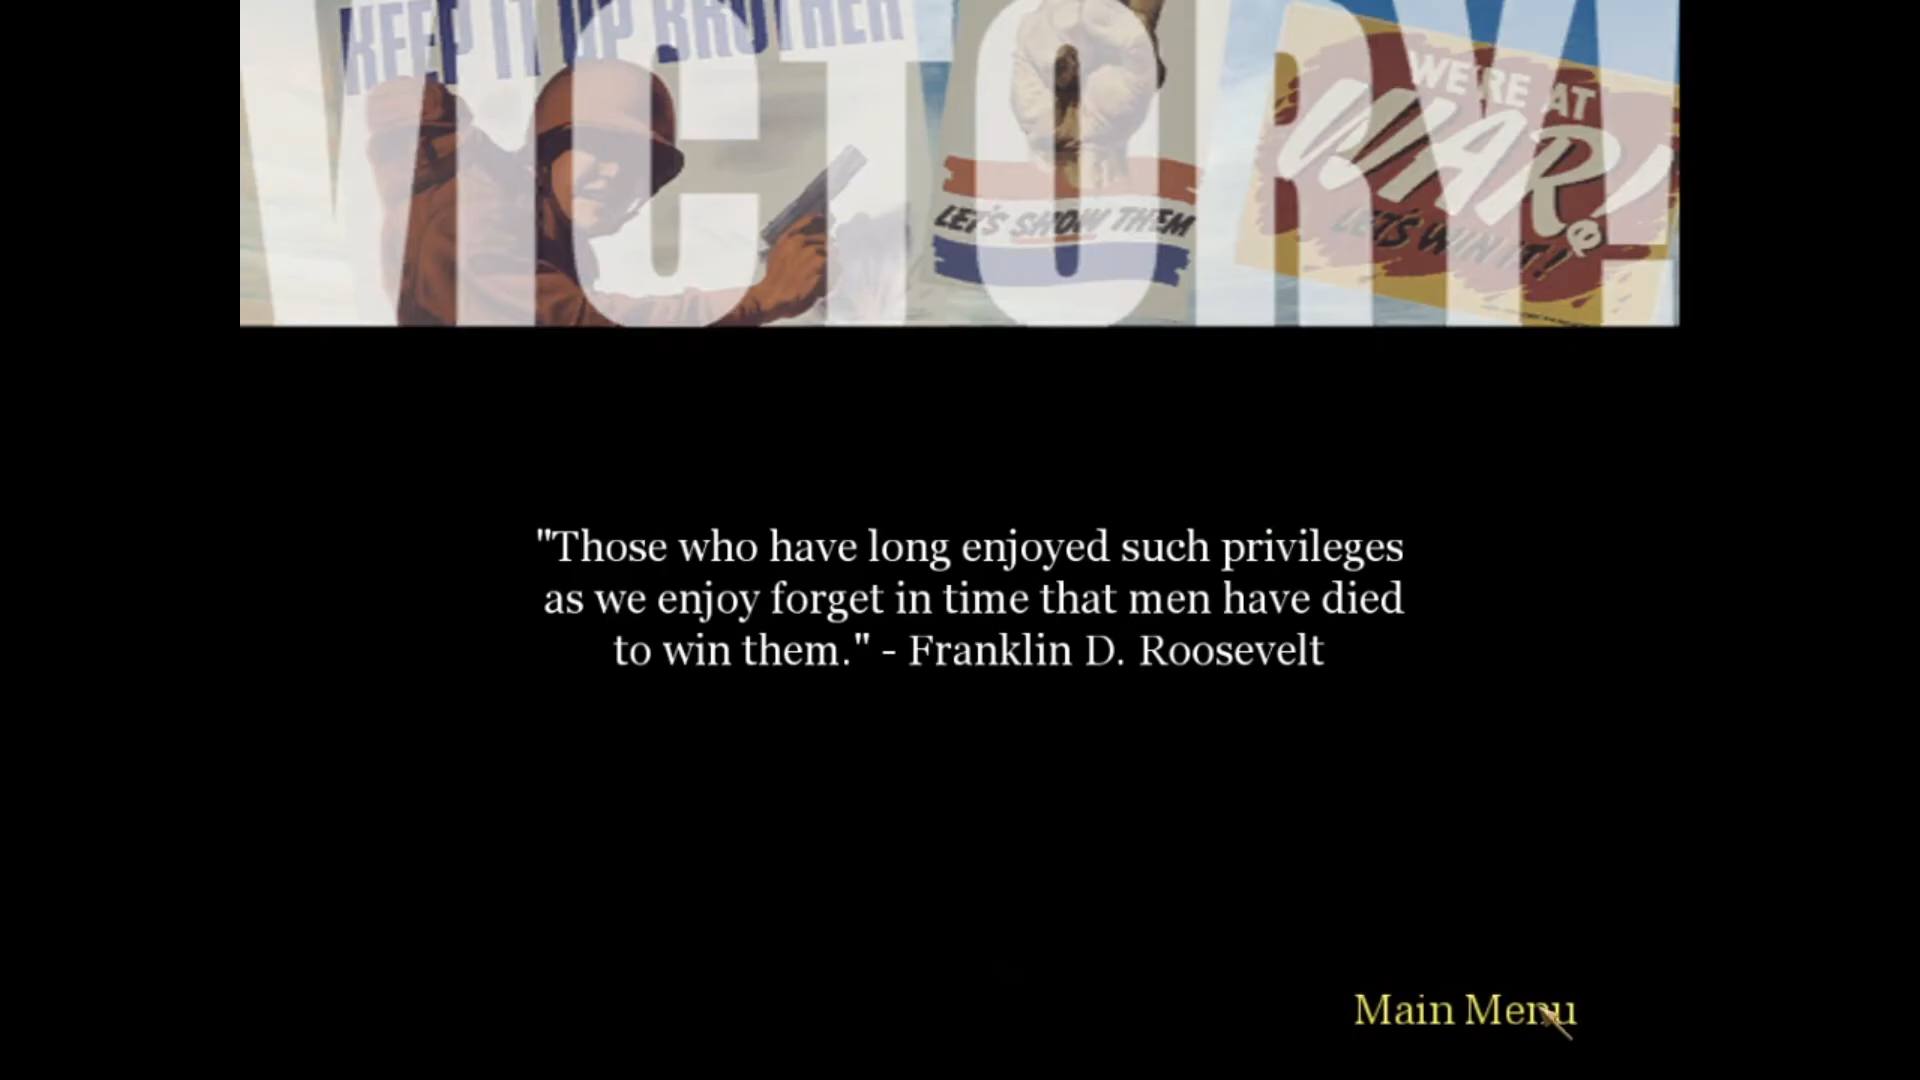 KEEP IT UP BROTHER
VICTORY!
WE'RE AT
WAR!
LET'S SHOW THEM
LET'S WIN IT!
"Those who have long enjoyed such privileges
as we enjoy forget in time that men have died
to win them." - Franklin D. Roosevelt
Main Menu